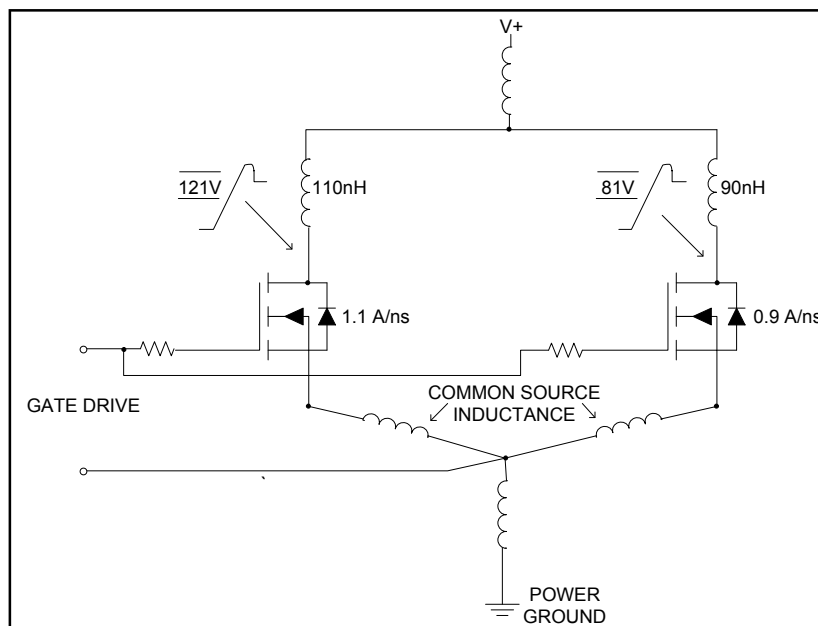 V+
121V
110nH
81V
90nH
1.1 A/ns
0.9 A/ns
GATE DRIVE
COMMON SOURCE
INDUCTANCE
POWER
GROUND